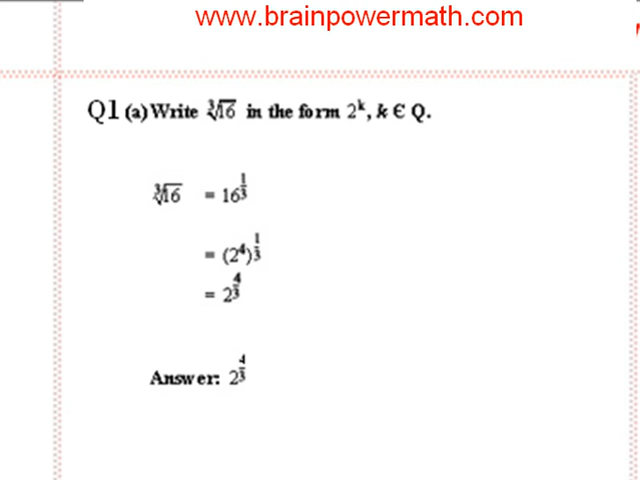 www.brainpowermath.com
Q1 (a) Write ∛16 in the form 2ᵏ, k Є Q.
∛16 = 16^(1/3)
= (2⁴)^(1/3)
= 2^(4/3)
Answer: 2^(4/3)